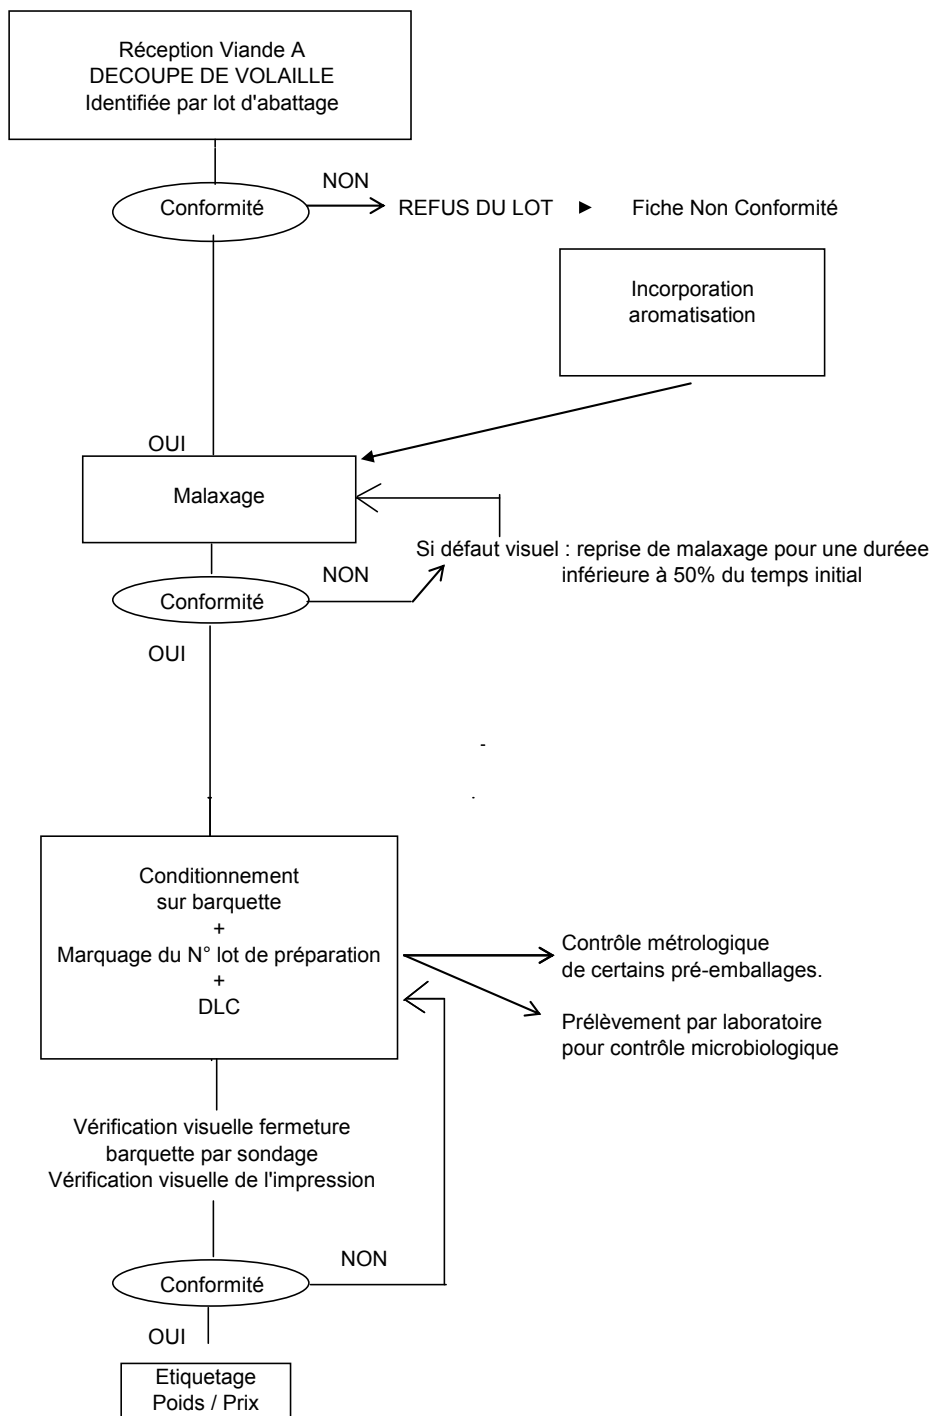 Réception Viande A
DECOUPE DE VOLAILLE
Identifiée par lot d'abattage
NON
Conformité
REFUS DU LOT ► Fiche Non Conformité
Incorporation
aromatisation
OUI
Malaxage
Si défaut visuel : reprise de malaxage pour une duréee
inférieure à 50% du temps initial
NON
Conformité
OUI
Conditionnement
sur barquette
+
Marquage du N° lot de préparation
+
DLC
Contrôle métrologique
de certains pré-emballages.
Prélèvement par laboratoire
pour contrôle microbiologique
Vérification visuelle fermeture
barquette par sondage
Vérification visuelle de l'impression
NON
Conformité
OUI
Etiquetage
Poids / Prix